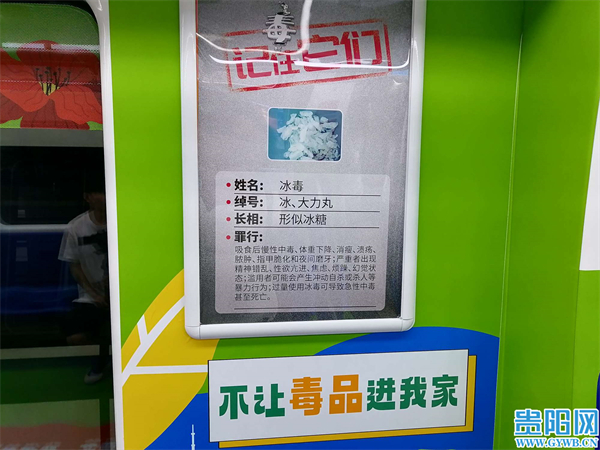 毒
记住它们
姓名： 冰毒
绰号： 冰、大力丸
长相： 形似冰糖
罪行：
吸食后慢性中毒、体重下降、消瘦、溃疡、
脓肿、指甲脆化和夜间磨牙；严重者出现
精神错乱、性欲亢进、焦虑、烦躁、幻觉状
态；滥用者可能会产生冲动自杀或杀人等
暴力行为；过量使用冰毒可导致急性中毒
甚至死亡。
不让毒品进我家
贵阳网
WWW.GYWB.CN